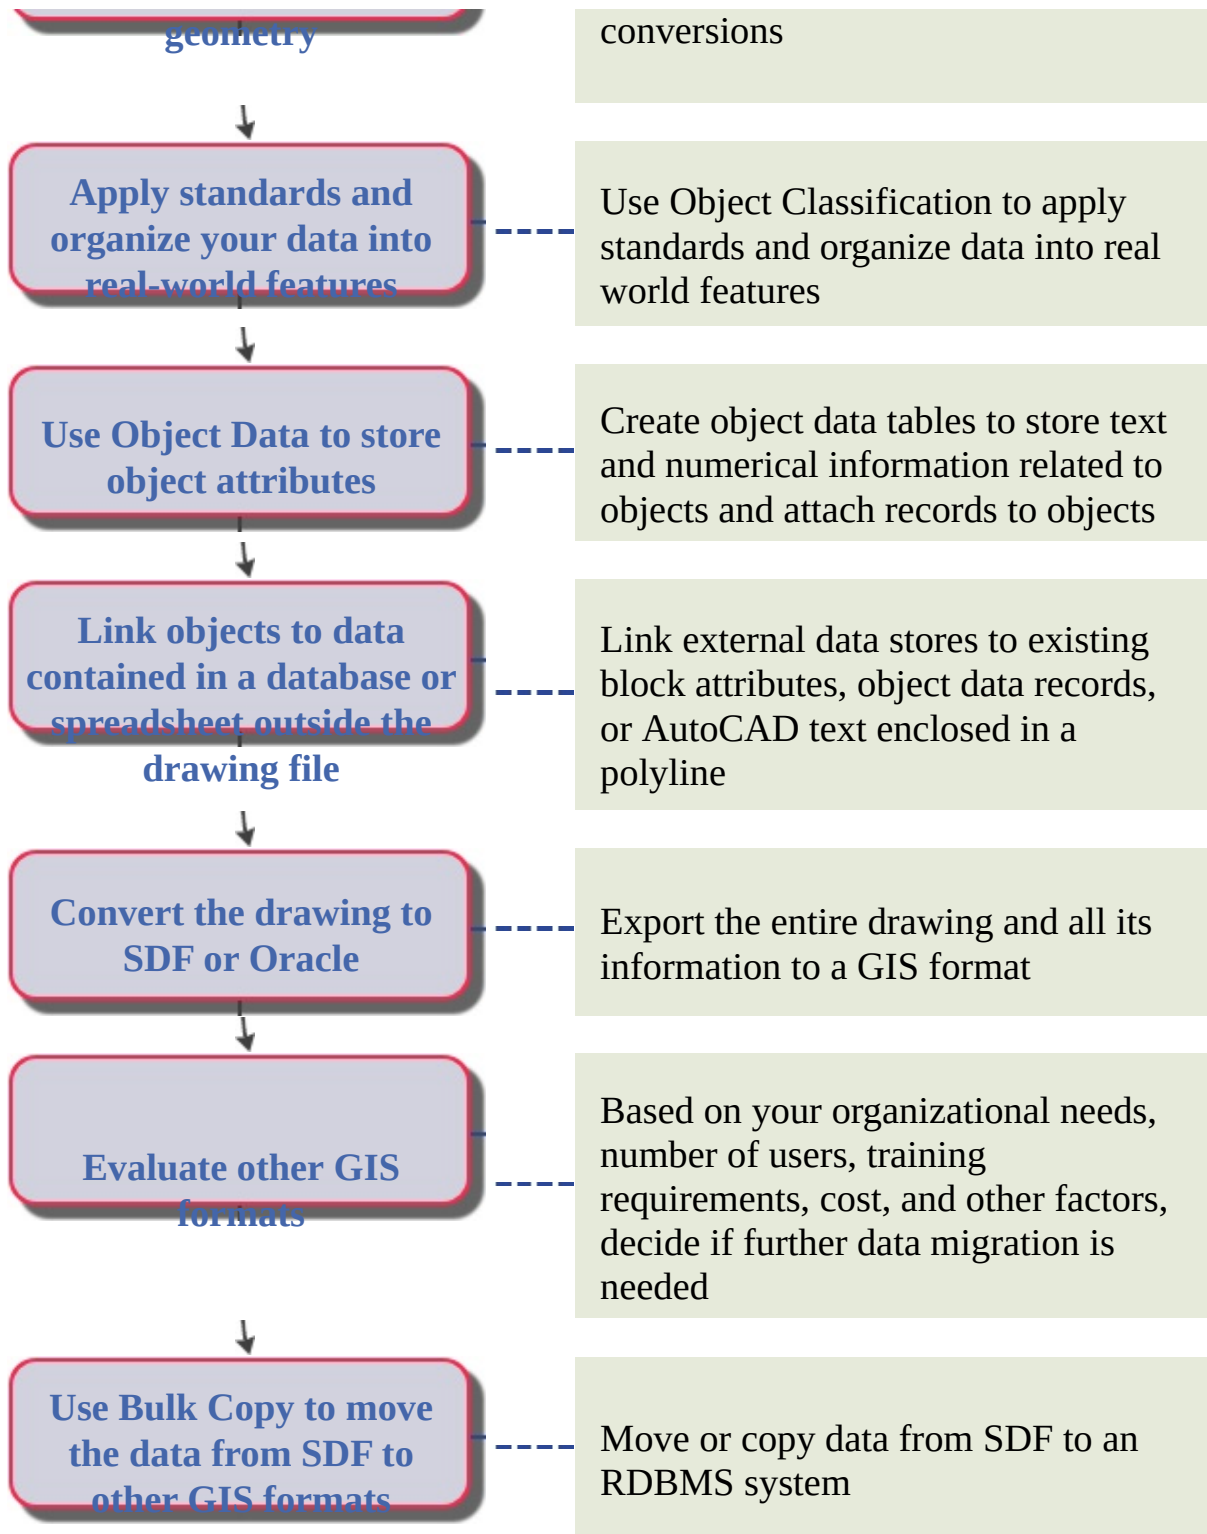 geometry
conversions
Apply standards and
organize your data into
real-world features
Use Object Classification to apply
standards and organize data into real
world features
Use Object Data to store
object attributes
Create object data tables to store text
and numerical information related to
objects and attach records to objects
Link objects to data
contained in a database or
spreadsheet outside the
drawing file
Link external data stores to existing
block attributes, object data records,
or AutoCAD text enclosed in a
polyline
Convert the drawing to
SDF or Oracle
Export the entire drawing and all its
information to a GIS format
Evaluate other GIS
formats
Based on your organizational needs,
number of users, training
requirements, cost, and other factors,
decide if further data migration is
needed
Use Bulk Copy to move
the data from SDF to
other GIS formats
Move or copy data from SDF to an
RDBMS system